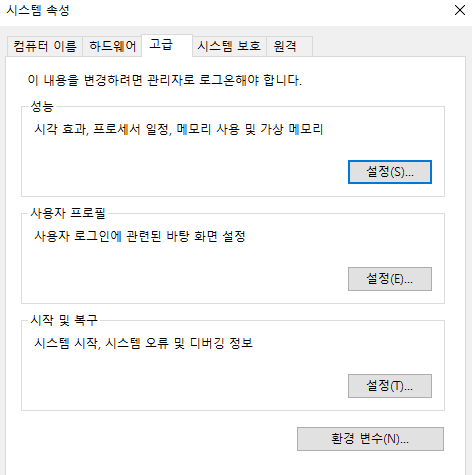 시스템 속성
컴퓨터 이름 하드웨어 고급 시스템 보호 원격
이 내용을 변경하려면 관리자로 로그온해야 합니다.
성능
시각 효과, 프로세서 일정, 메모리 사용 및 가상 메모리
설정(S)...
사용자 프로필
사용자 로그인에 관련된 바탕 화면 설정
설정(E)...
시작 및 복구
시스템 시작, 시스템 오류 및 디버깅 정보
설정(T)...
환경 변수(N)...